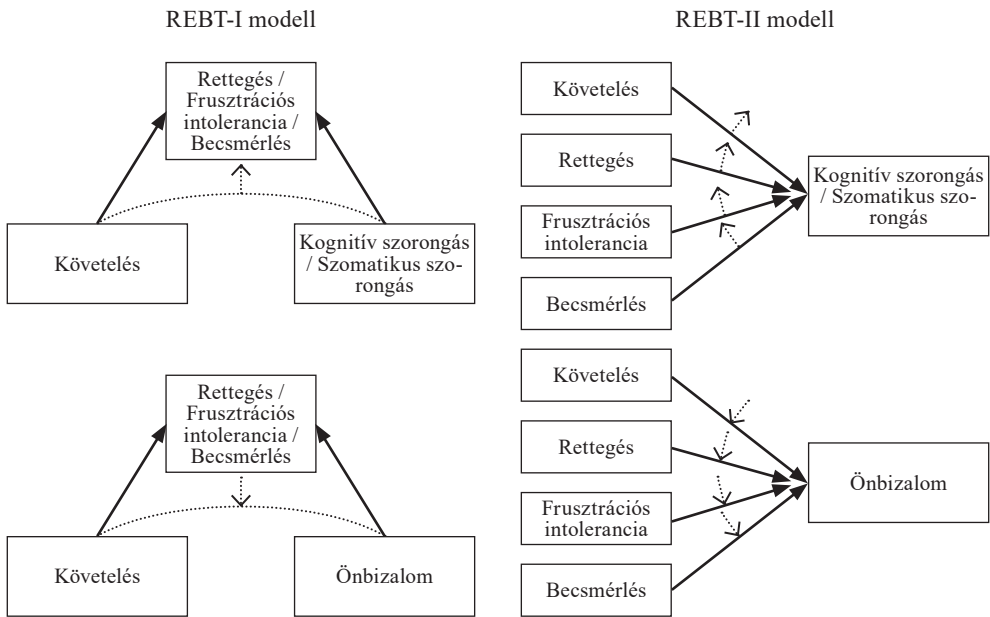 REBT-I modell
Rettegés /
Frusztrációs
intolerancia /
Becsmérlés
Követelés
Kognitív szorongás
/ Szomatikus szo-
rongás
Rettegés /
Frusztrációs
intolerancia /
Becsmérlés
Követelés
Önbizalom
REBT-II modell
Követelés
Rettegés
Frusztrációs
intolerancia
Becsmérlés
Kognitív szorongás
/ Szomatikus szo-
rongás
Követelés
Rettegés
Frusztrációs
intolerancia
Becsmérlés
Önbizalom